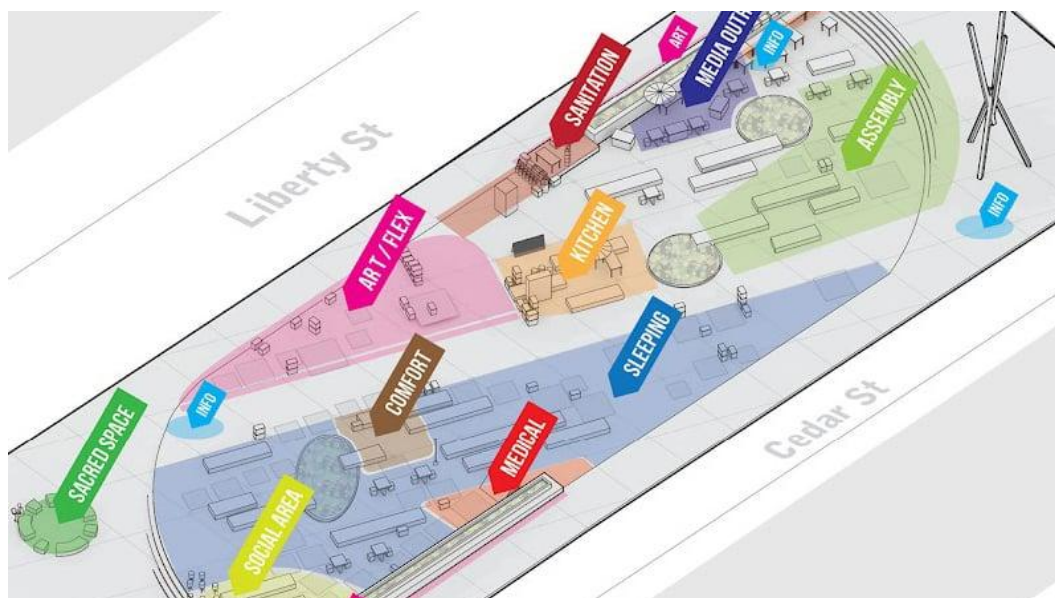 ART
INFO
MEDIA OUTR
SANITATION
ASSEMBLY
Liberty St
INFO
ART / FLEX
KITCHEN
SLEEPING
COMFORT
INFO
Cedar St
SACRED SPACE
MEDICAL
SOCIAL AREA